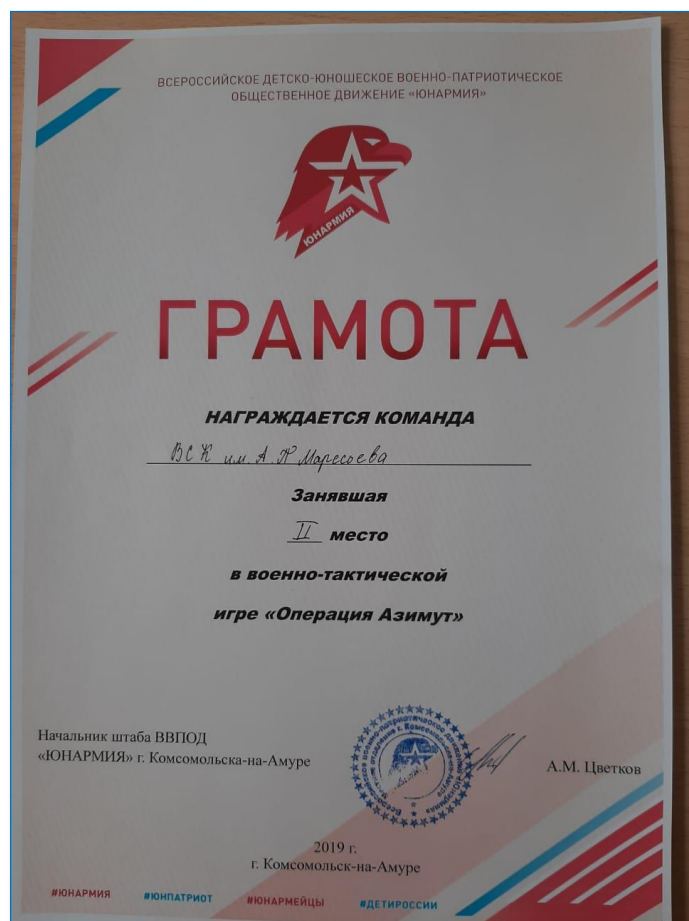 ВСЕРОССИЙСКОЕ ДЕТСКО-ЮНОШЕСКОЕ ВОЕННО-ПАТРИОТИЧЕСКОЕ
ОБЩЕСТВЕННОЕ ДВИЖЕНИЕ «ЮНАРМИЯ»
ЮНАРМИЯ
ГРАМОТА
НАГРАЖДАЕТСЯ КОМАНДА
ВСК им. А.П Маресьева
Занявшая
II место
в военно-тактической
игре «Операция Азимут»
Начальник штаба ВВПОД
«ЮНАРМИЯ» г. Комсомольска-на-Амуре
А.М. Цветков
2019 г.
г. Комсомольск-на-Амуре
#ЮНАРМИЯ #ЮНПАТРИОТ #ЮНАРМЕЙЦЫ #ДЕТИРОССИИ